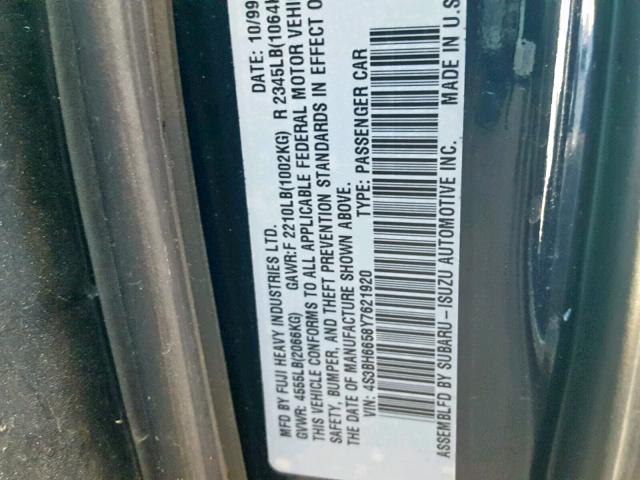 MFD BY FUJI HEAVY INDUSTRIES LTD. DATE: 10/99
GVWR: 4555LB(2066KG) GAWR:F 2210LB(1002KG) R 2345LB(1064K
THIS VEHICLE CONFORMS TO ALL APPLICABLE FEDERAL MOTOR VEHI
SAFETY, BUMPER, AND THEFT PREVENTION STANDARDS IN EFFECT O
THE DATE OF MANUFACTURE SHOWN ABOVE.
VIN: 4S3BH6658Y7621920 TYPE: PASSENGER CAR
ASSEMBLED BY SUBARU-ISUZU AUTOMOTIVE INC. MADE IN U.S